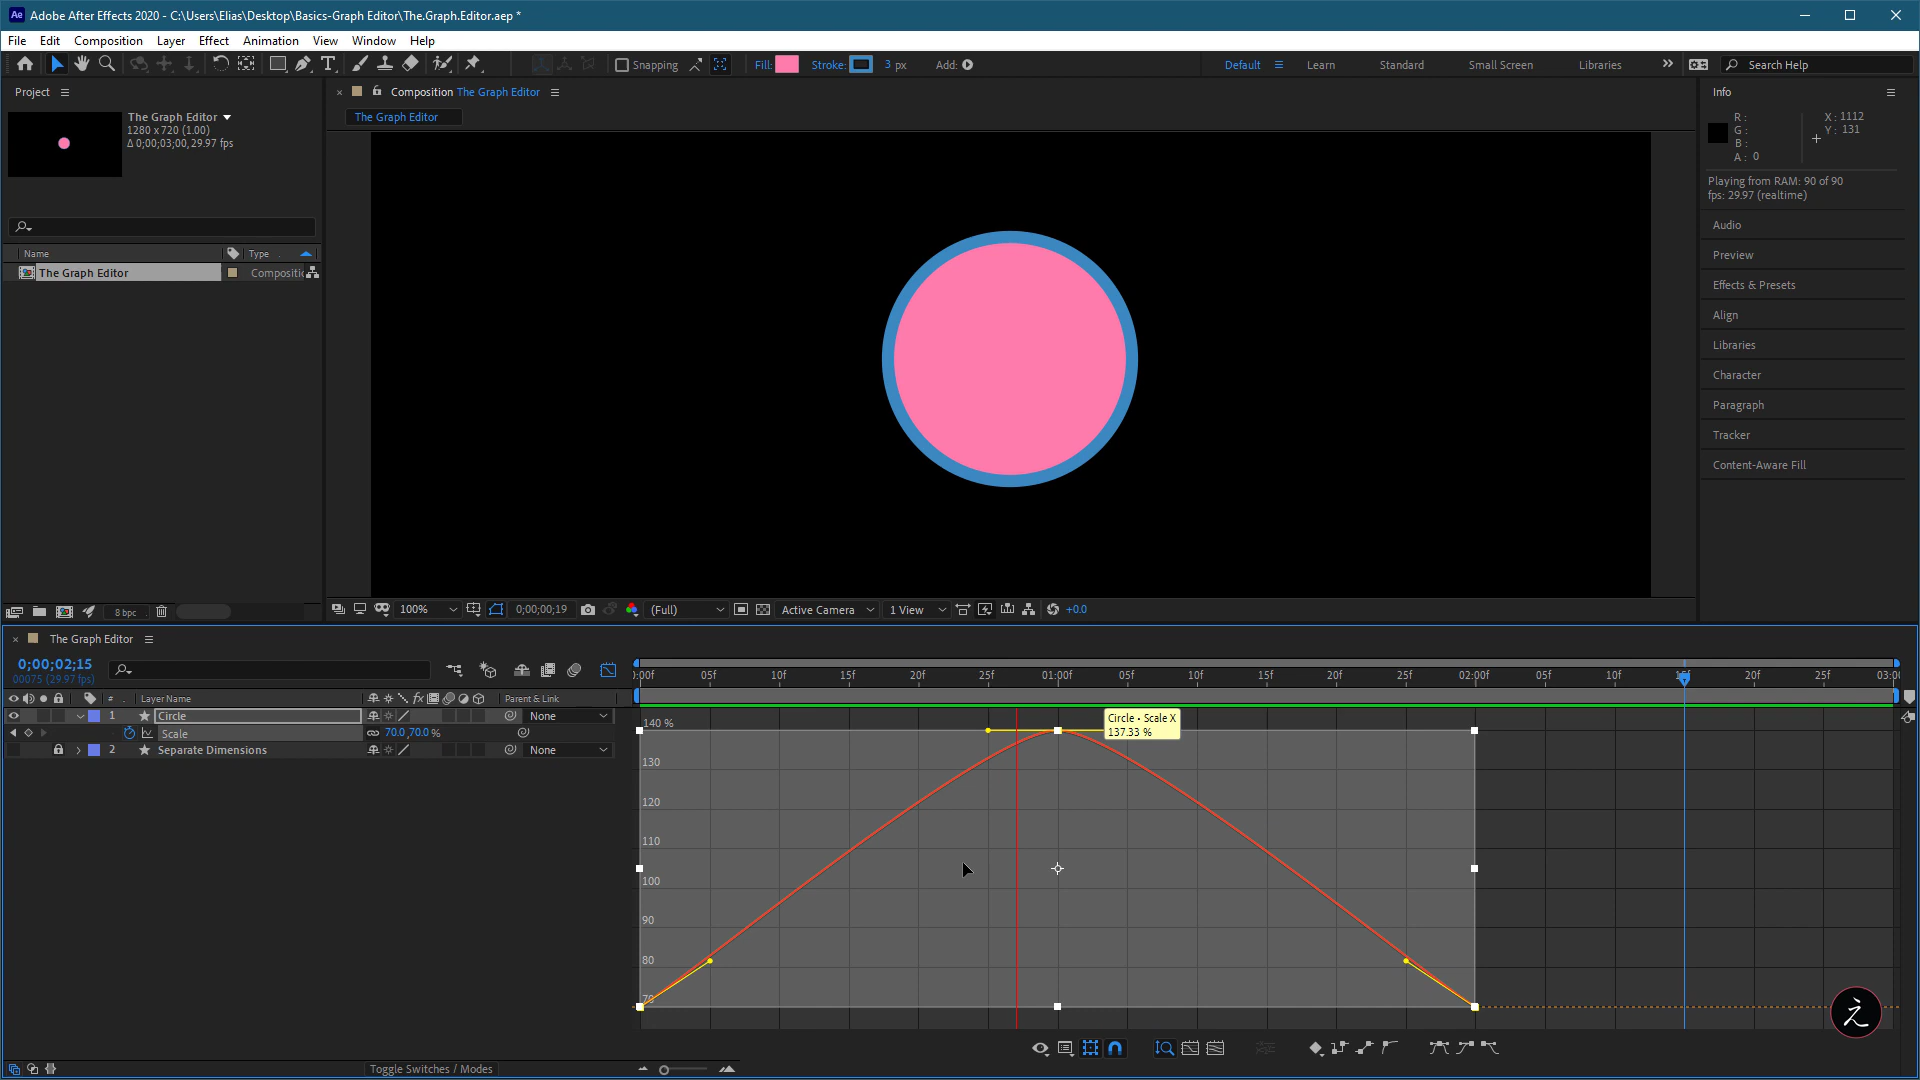 Ae Adobe After Effects 2020 - C:\Users\Elias\Desktop\Basics-Graph Editor\The.Graph.Editor.aep *
File Edit Composition Layer Effect Animation View Window Help
Snapping Fill: Stroke: 3 px Add: Default Learn Standard Small Screen Libraries Search Help
Project
The Graph Editor
1280 x 720 (1.00)
Δ 0;00;03;00, 29.97 fps
Name Type
The Graph Editor Compositio
8 bpc
Composition The Graph Editor
The Graph Editor
100% 0;00;00;19 (Full) Active Camera 1 View +0.0
Info
R : X : 1112
G : Y : 131
B :
A : 0
Playing from RAM: 90 of 90
fps: 29.97 (realtime)
Audio
Preview
Effects & Presets
Align
Libraries
Character
Paragraph
Tracker
Content-Aware Fill
The Graph Editor
0;00;02;15
00075 (29.97 fps)
# Layer Name fx Parent & Link
1 Circle None
Scale 70.0,70.0 %
2 Separate Dimensions None
Toggle Switches / Modes
):00f 05f 10f 15f 20f 25f 01:00f 05f 10f 15f 20f 25f 02:00f 05f 10f 15f 20f 25f 03:00
140 %
130
120
110
100
90
80
70
Circle • Scale X
137.33 %
え